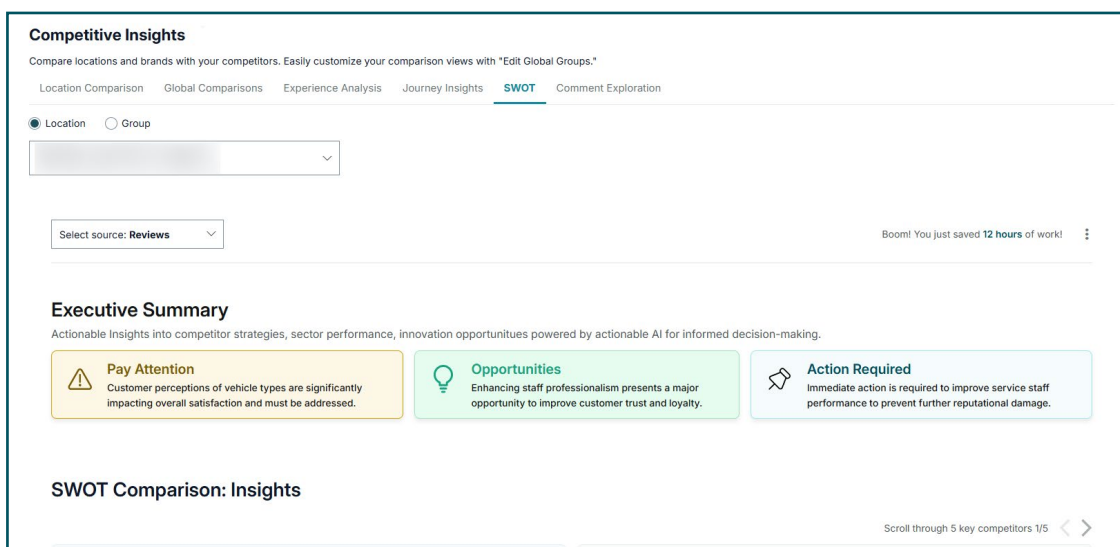 Competitive Insights
Compare locations and brands with your competitors. Easily customize your comparison views with "Edit Global Groups."
Location Comparison Global Comparisons Experience Analysis Journey Insights SWOT Comment Exploration
Location Group
Select source: Reviews
Boom! You just saved 12 hours of work!
Executive Summary
Actionable Insights into competitor strategies, sector performance, innovation opportunitues powered by actionable AI for informed decision-making.
Pay Attention
Customer perceptions of vehicle types are significantly
impacting overall satisfaction and must be addressed.
Opportunities
Enhancing staff professionalism presents a major
opportunity to improve customer trust and loyalty.
Action Required
Immediate action is required to improve service staff
performance to prevent further reputational damage.
SWOT Comparison: Insights
Scroll through 5 key competitors 1/5